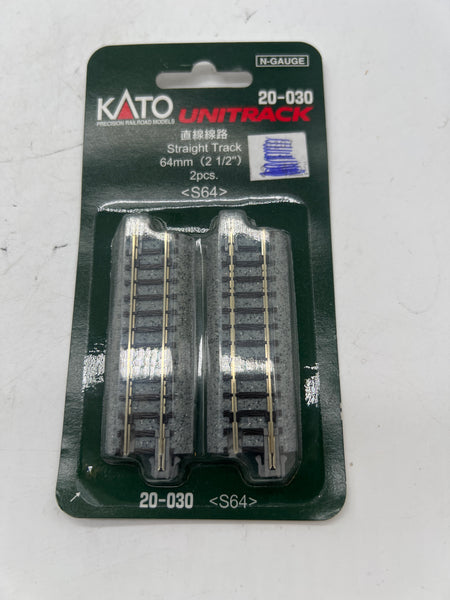 N-GAUGE
20-030
KATO UNITRACK
PRECISION RAILROAD MODELS
直線線路
Straight Track
64mm (2 1/2")
2pcs.
<S64>
20-030 <S64>